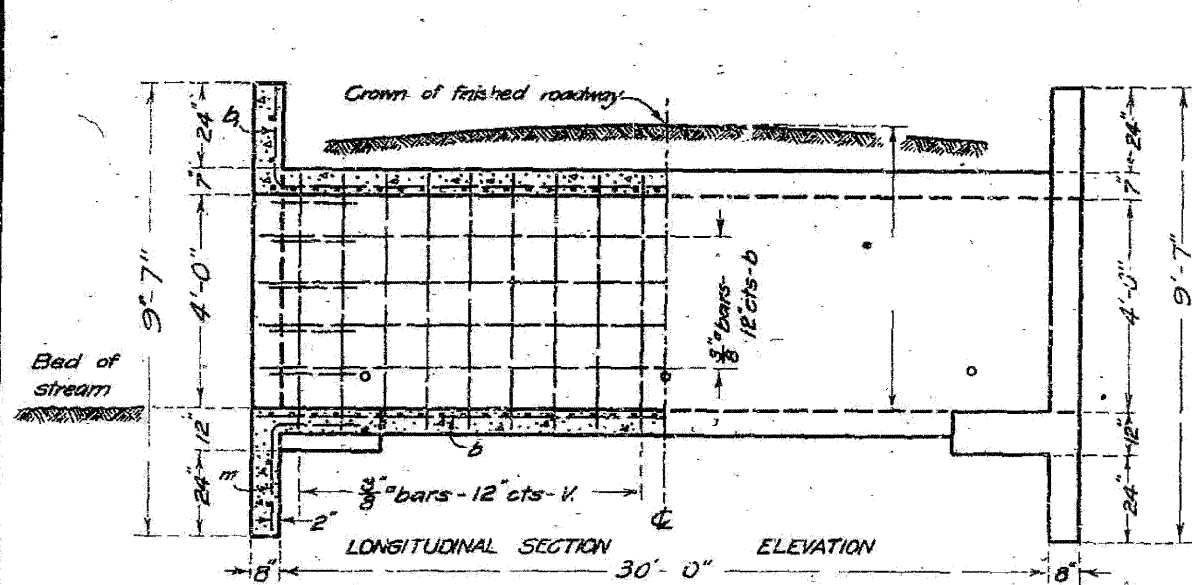 Crown of finished roadway
24"
b
7"
9'-7"
4'-0"
Bed of
stream
12"
24"
m
2"
8"
3/8"□ bars-
12" cts-b
b
3/8"□ bars - 12" cts - V.
℄
LONGITUDINAL SECTION
ELEVATION
30'-0"
8"
24"
7"
4'-0"
9'-7"
12"
24"